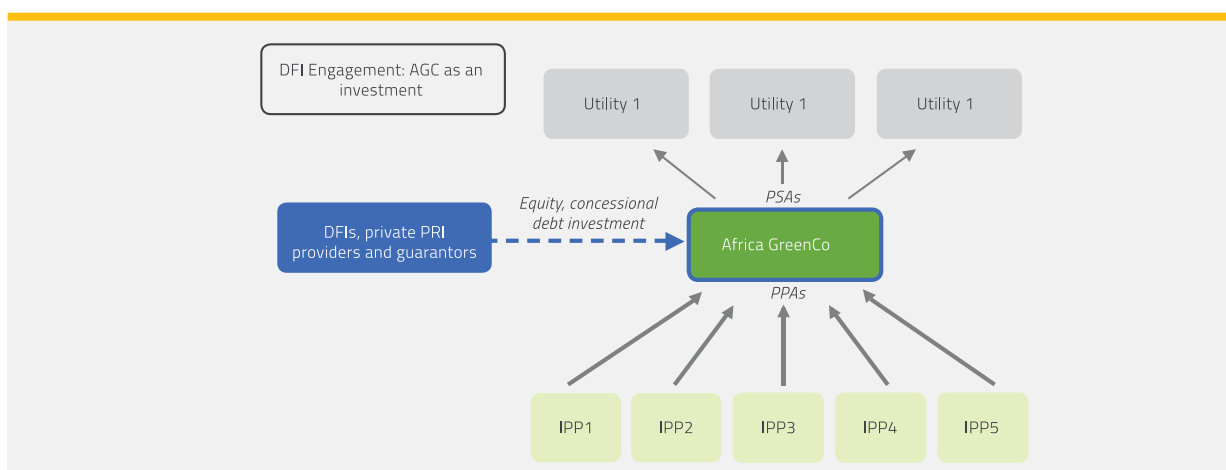 DFI Engagement: AGC as an
investment
Utility 1
Utility 1
Utility 1
PSAs
Equity, concessional
debt investment
DFIs, private PRI
providers and guarantors
Africa GreenCo
PPAs
IPP1
IPP2
IPP3
IPP4
IPP5